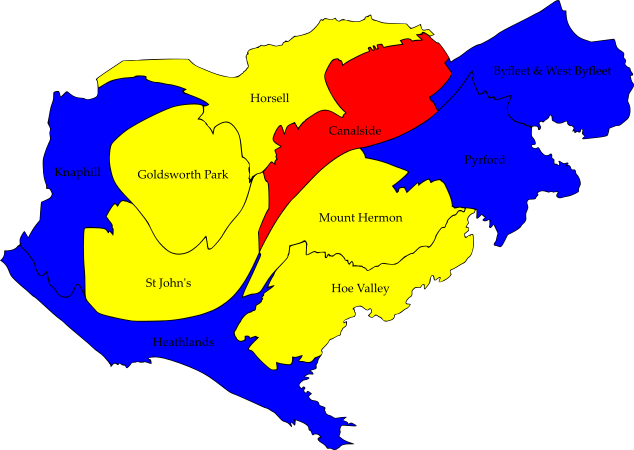 Byfleet & West Byfleet
Horsell
Canalside
Pyrford
Knaphill
Goldsworth Park
Mount Hermon
St John's
Hoe Valley
Heathlands